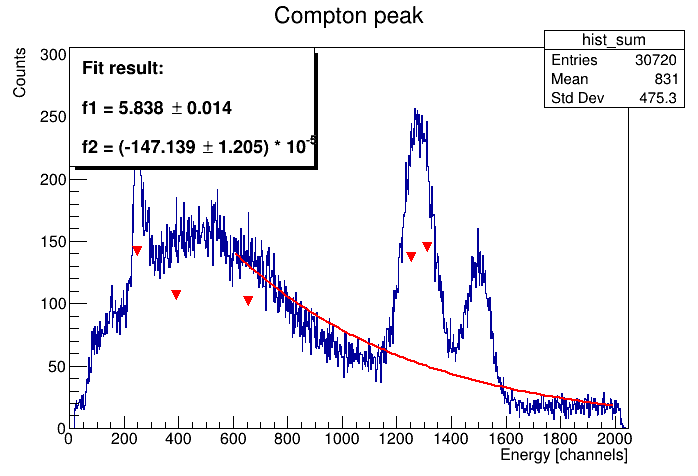 Compton peak
hist_sum
Entries 30720
Mean 831
Std Dev 475.3
Fit result:
f1 = 5.838 ± 0.014
f2 = (-147.139 ± 1.205) * 10^-5
Counts
300
250
200
150
100
50
0
0 200 400 600 800 1000 1200 1400 1600 1800 2000
Energy [channels]